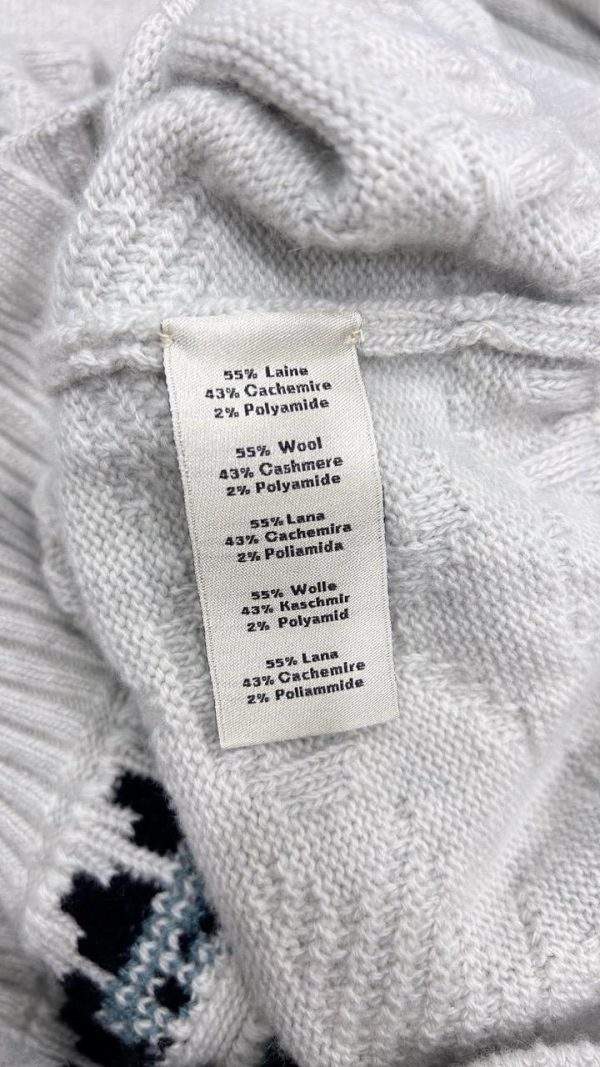 55% Laine
43% Cachemire
2% Polyamide
55% Wool
43% Cashmere
2% Polyamide
55% Lana
43% Cachemira
2% Poliamida
55% Wolle
43% Kaschmir
2% Polyamid
55% Lana
43% Cachemire
2% Poliammide